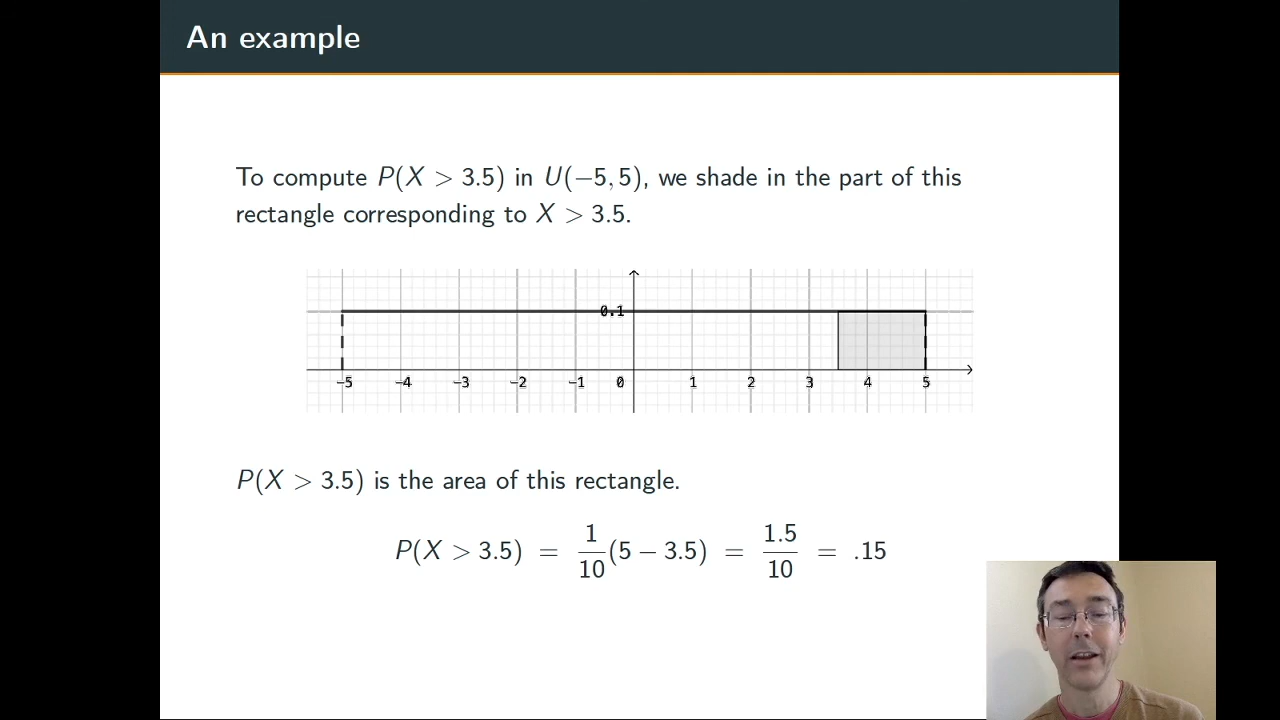 An example
To compute P(X > 3.5) in U(−5, 5), we shade in the part of this
rectangle corresponding to X > 3.5.
0.1
−5 −4 −3 −2 −1 0 1 2 3 4 5
P(X > 3.5) is the area of this rectangle.
P(X > 3.5) = 1/10 (5 − 3.5) = 1.5/10 = .15